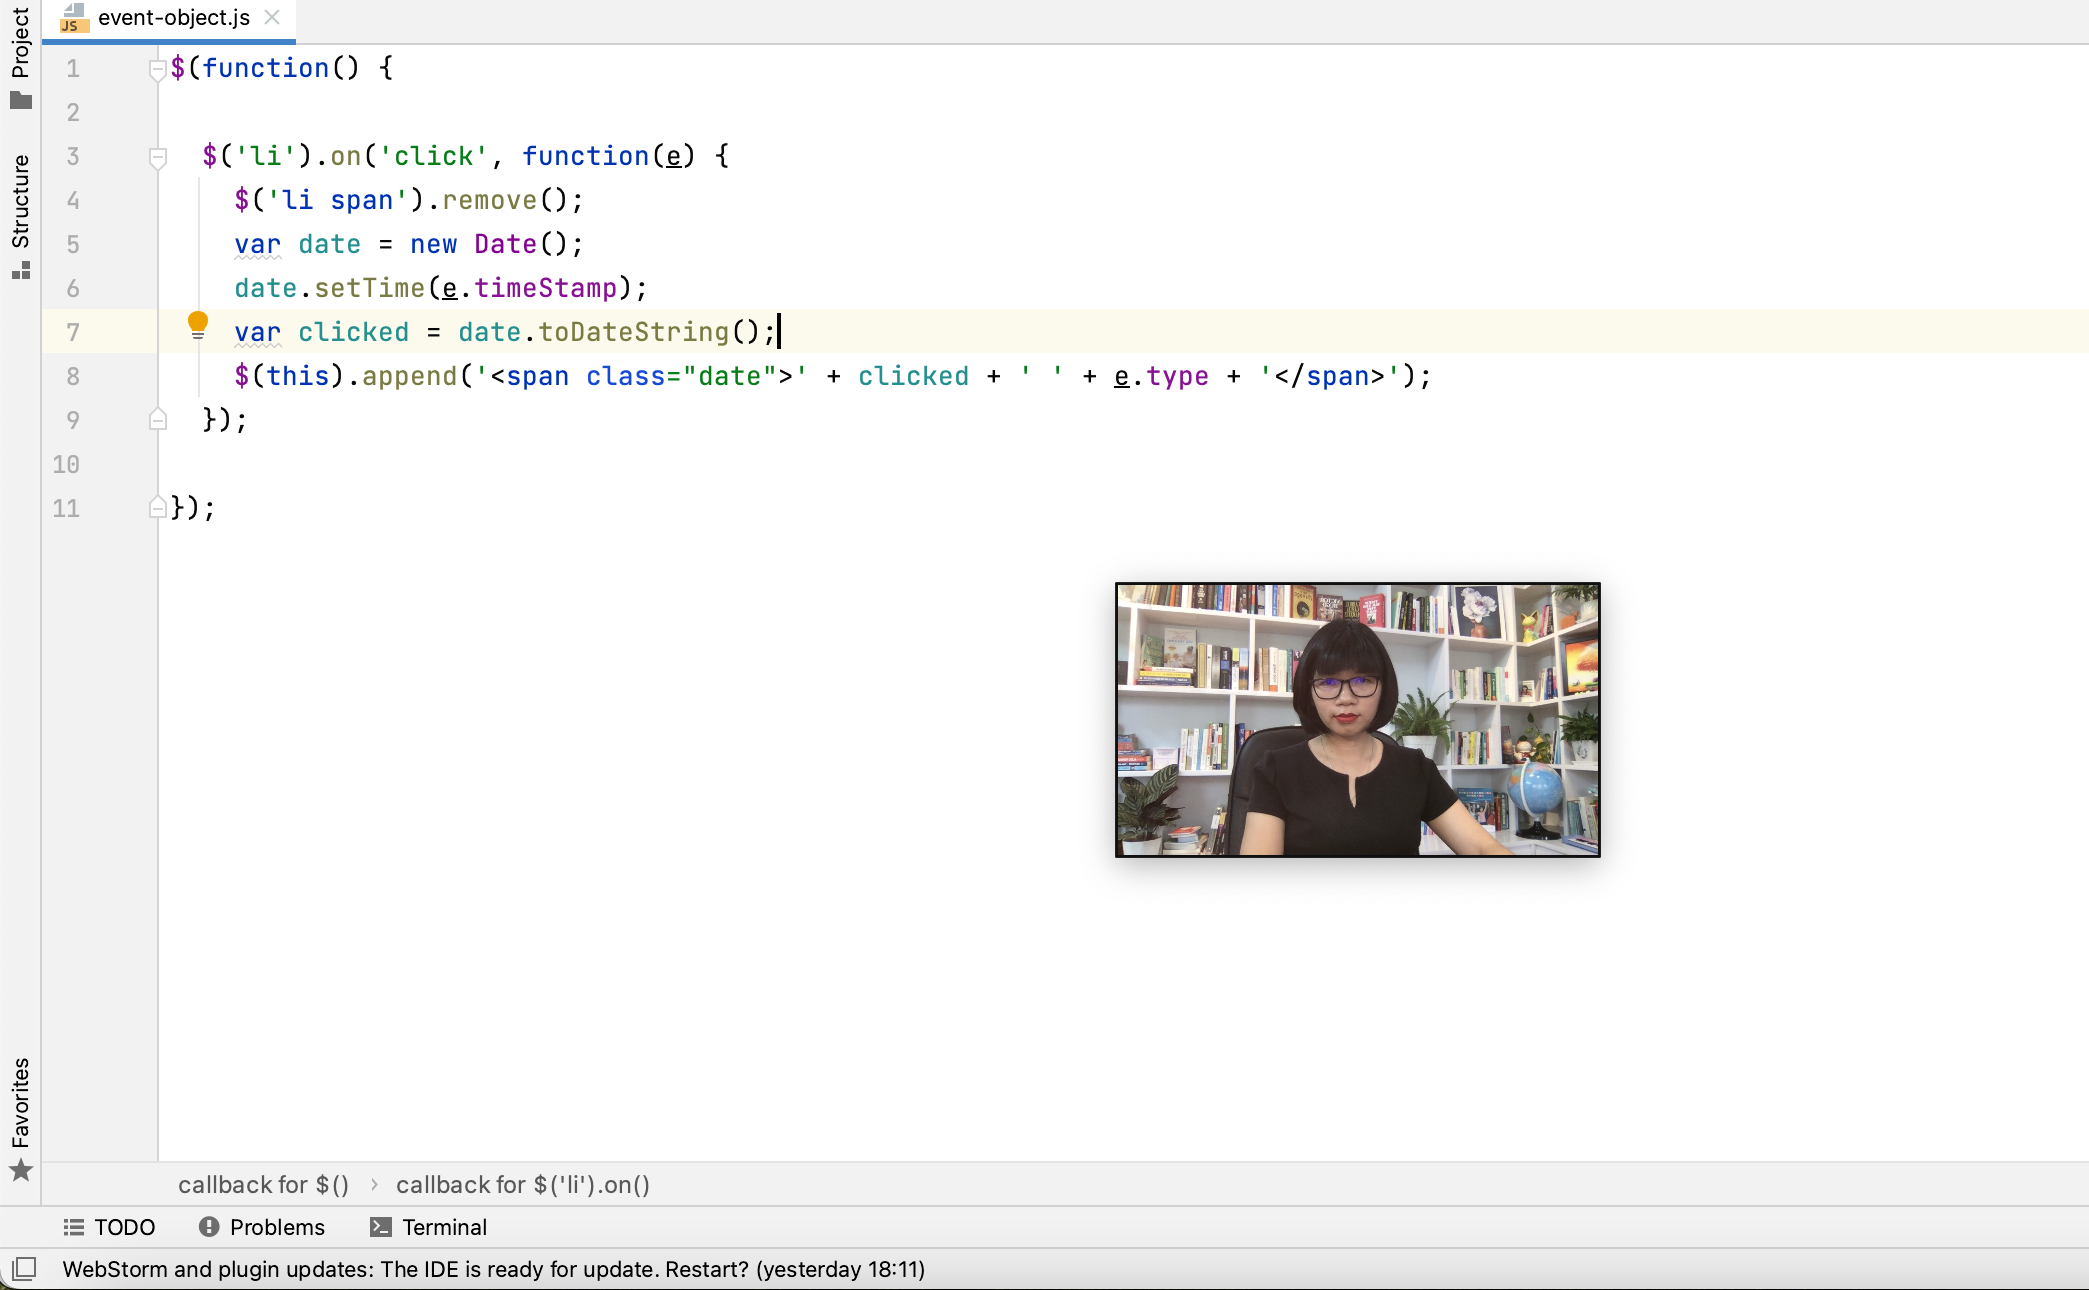 Project
Structure
Favorites
JS event-object.js
1 $(function() {
2
3 $('li').on('click', function(e) {
4 $('li span').remove();
5 var date = new Date();
6 date.setTime(e.timeStamp);
7 var clicked = date.toDateString();
8 $(this).append('<span class="date">' + clicked + ' ' + e.type + '</span>');
9 });
10
11 });
callback for $() › callback for $('li').on()
TODO Problems Terminal
WebStorm and plugin updates: The IDE is ready for update. Restart? (yesterday 18:11)